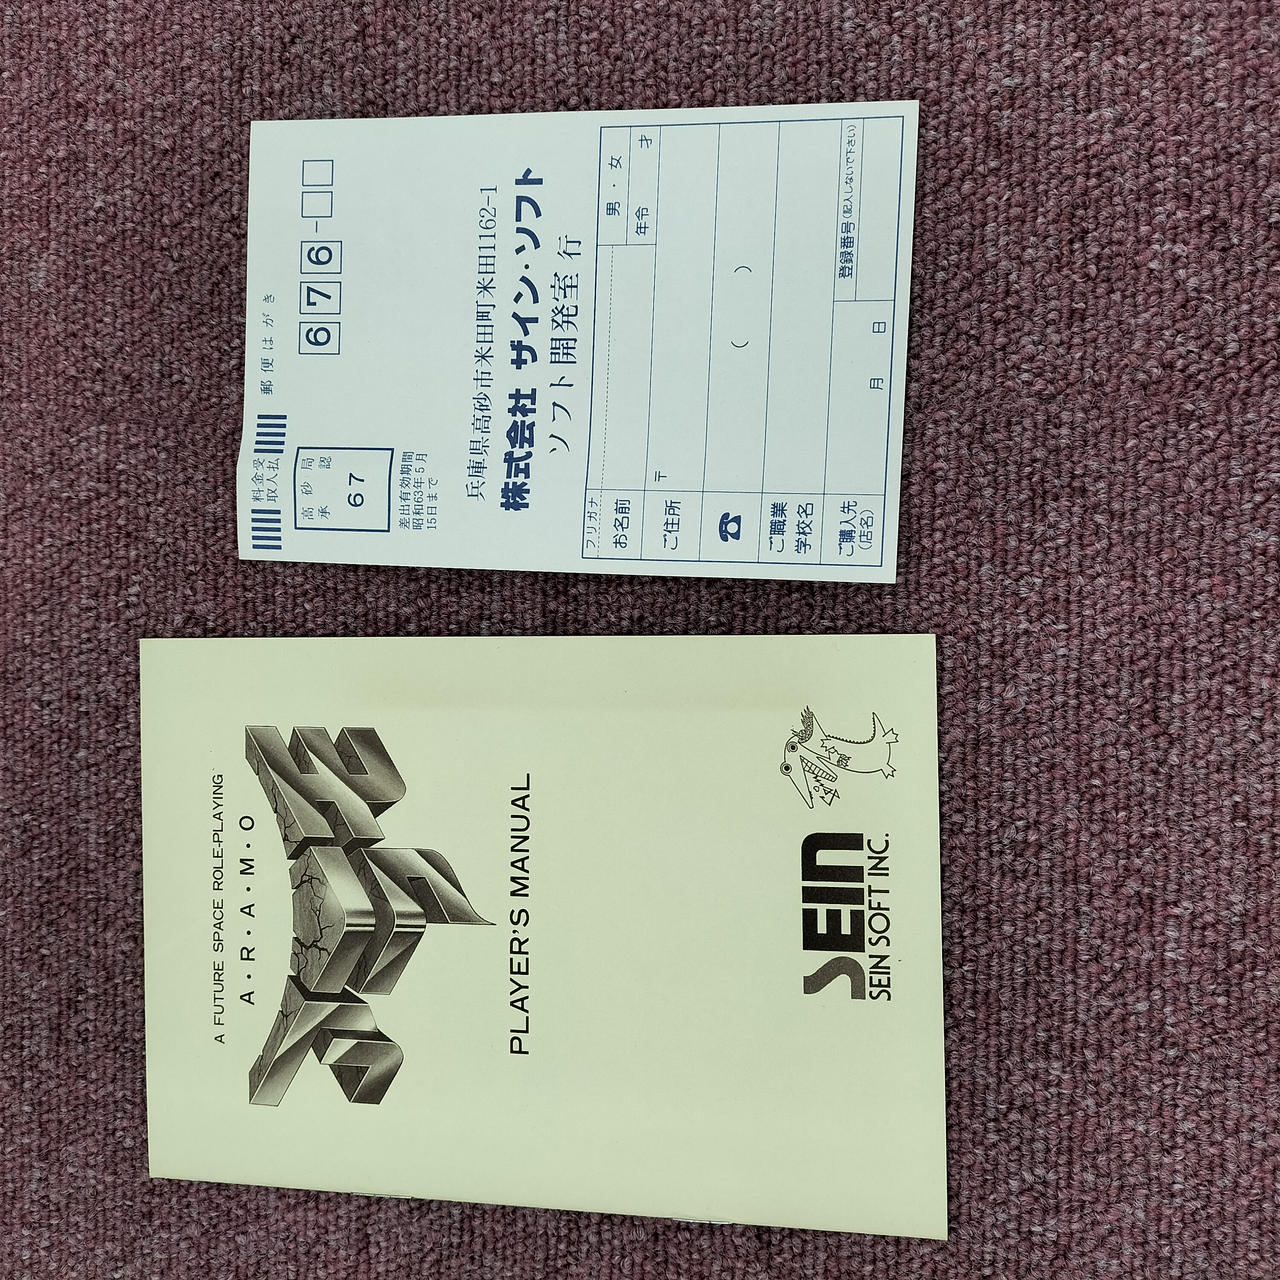 郵便はがき
料金受
取人払
高砂局
承認
67
差出有効期間
昭和63年5月
15日まで
676-
兵庫県高砂市米田町米田1162-1
株式会社 ザイン・ソフト
ソフト開発室 行
フリガナ
お名前
男・女
年令 才
ご住所
〒
☎
( )
ご職業
学校名
ご購入先
(店名)
月 日
登録番号(記入しないで下さい)
A FUTURE SPACE ROLE-PLAYING
A・R・A・M・O
PLAYER'S MANUAL
SEIN
SEIN SOFT INC.